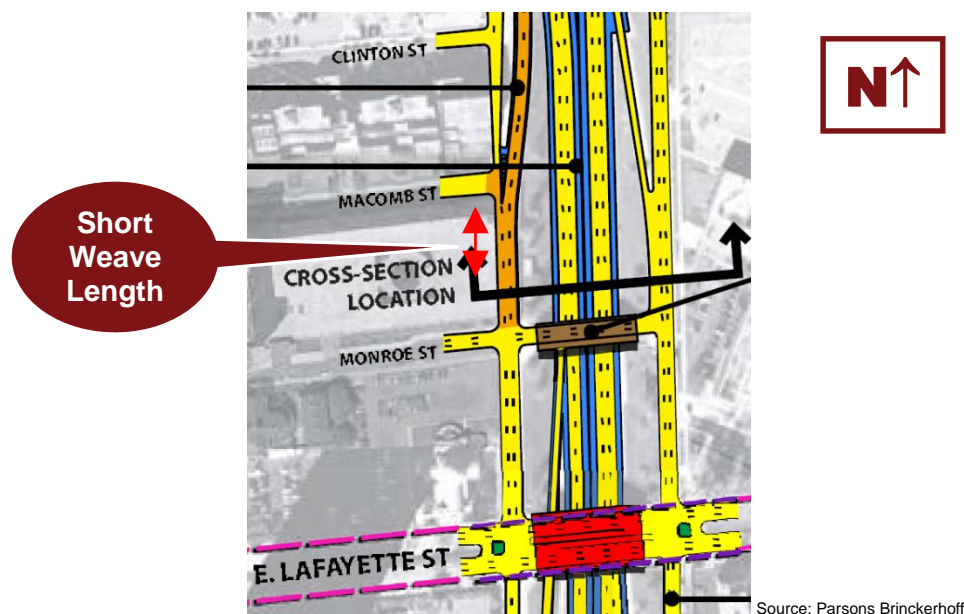 CLINTON ST
N↑
MACOMB ST
Short
Weave
Length
CROSS-SECTION
LOCATION
MONROE ST
E. LAFAYETTE ST
Source: Parsons Brinckerhoff